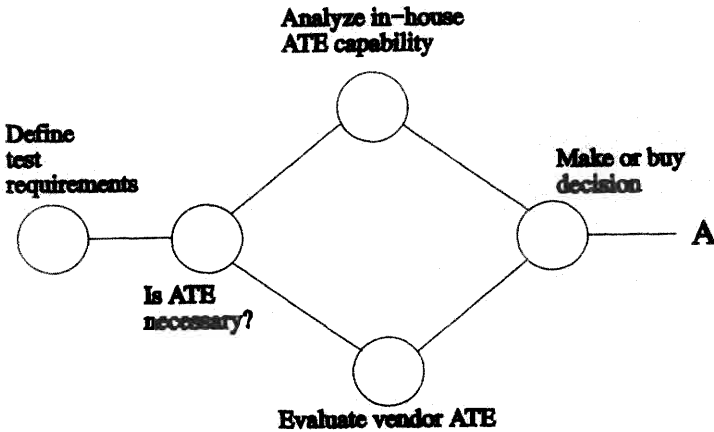 Analyze in-house
ATE capability
Define
test
requirements
Make or buy
decision
A
Is ATE
necessary?
Evaluate vendor ATE